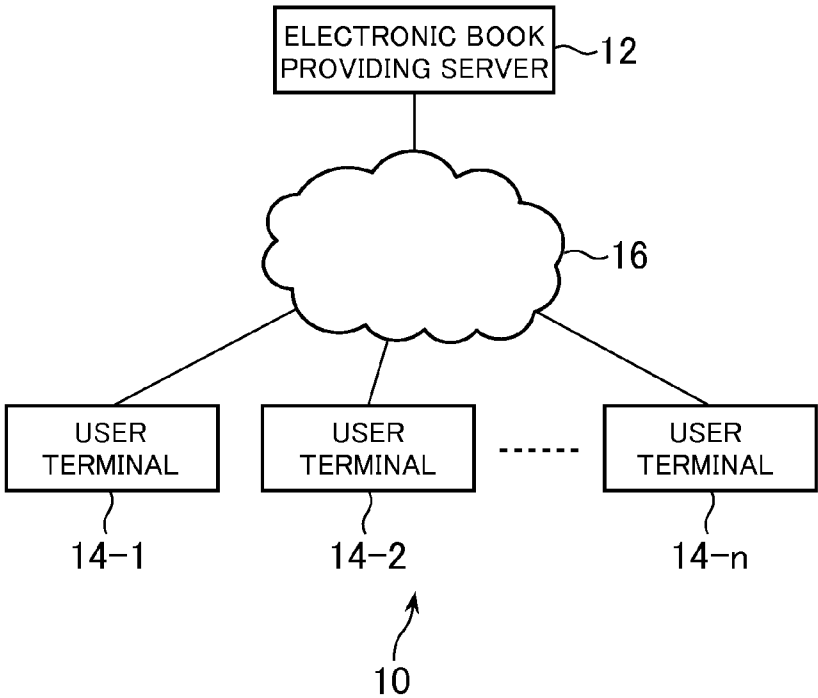 ELECTRONIC BOOK
PROVIDING SERVER
12
16
USER
TERMINAL
USER
TERMINAL
USER
TERMINAL
14-1
14-2
14-n
10